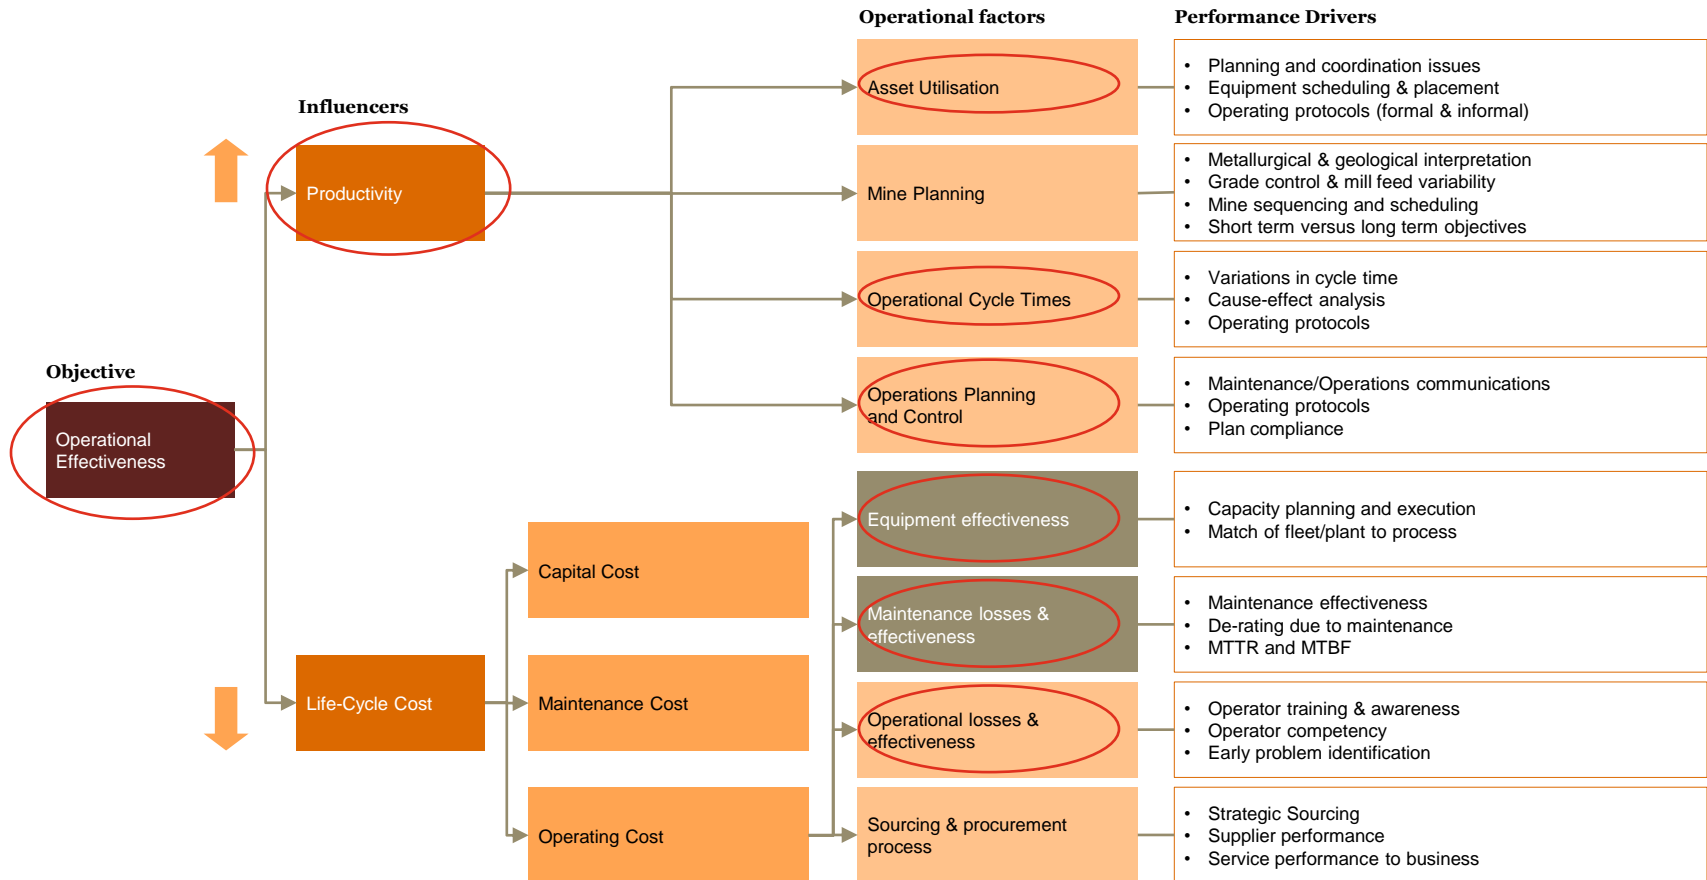 Operational factors
Performance Drivers
Influencers
Objective
Operational
Effectiveness
Productivity
Life-Cycle Cost
Capital Cost
Maintenance Cost
Operating Cost
Asset Utilisation
• Planning and coordination issues
• Equipment scheduling & placement
• Operating protocols (formal & informal)
Mine Planning
• Metallurgical & geological interpretation
• Grade control & mill feed variability
• Mine sequencing and scheduling
• Short term versus long term objectives
Operational Cycle Times
• Variations in cycle time
• Cause-effect analysis
• Operating protocols
Operations Planning
and Control
• Maintenance/Operations communications
• Operating protocols
• Plan compliance
Equipment effectiveness
• Capacity planning and execution
• Match of fleet/plant to process
Maintenance losses &
effectiveness
• Maintenance effectiveness
• De-rating due to maintenance
• MTTR and MTBF
Operational losses &
effectiveness
• Operator training & awareness
• Operator competency
• Early problem identification
Sourcing & procurement
process
• Strategic Sourcing
• Supplier performance
• Service performance to business